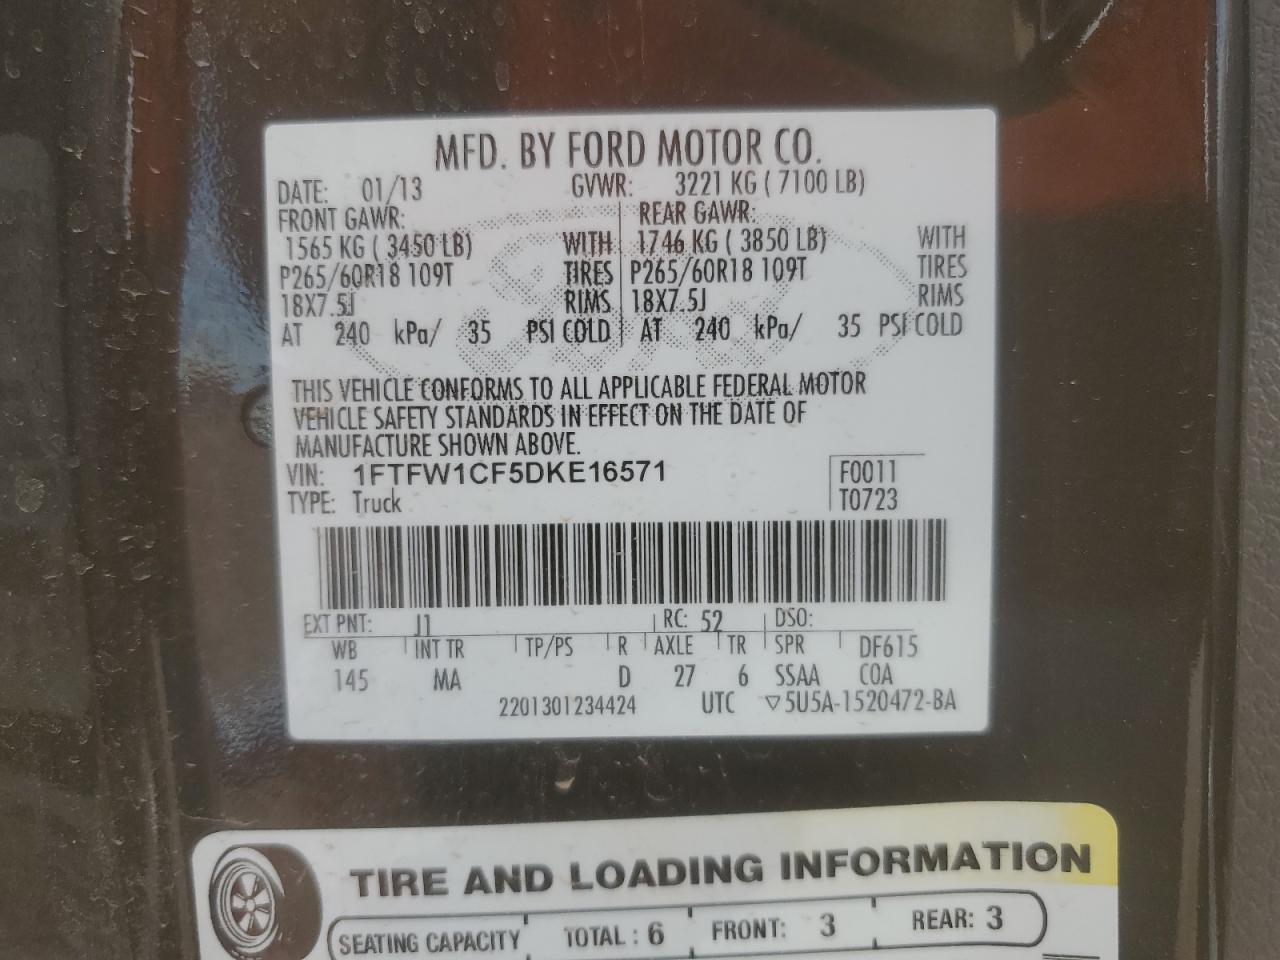 MFD. BY FORD MOTOR CO.
DATE: 01/13 GVWR: 3221 KG ( 7100 LB)
FRONT GAWR: REAR GAWR:
1565 KG ( 3450 LB) WITH 1746 KG ( 3850 LB) WITH
P265/60R18 109T TIRES P265/60R18 109T TIRES
18X7.5J RIMS 18X7.5J RIMS
AT 240 kPa/ 35 PSI COLD AT 240 kPa/ 35 PSI COLD
THIS VEHICLE CONFORMS TO ALL APPLICABLE FEDERAL MOTOR
VEHICLE SAFETY STANDARDS IN EFFECT ON THE DATE OF
MANUFACTURE SHOWN ABOVE.
VIN: 1FTFW1CF5DKE16571 F0011
TYPE: Truck T0723
EXT PNT: J1 RC: 52 DSO:
WB INT TR TP/PS R AXLE TR SPR DF615
145 MA D 27 6 SSAA COA
2201301234424 UTC ▽5U5A-1520472-BA
TIRE AND LOADING INFORMATION
SEATING CAPACITY TOTAL : 6 FRONT: 3 REAR: 3